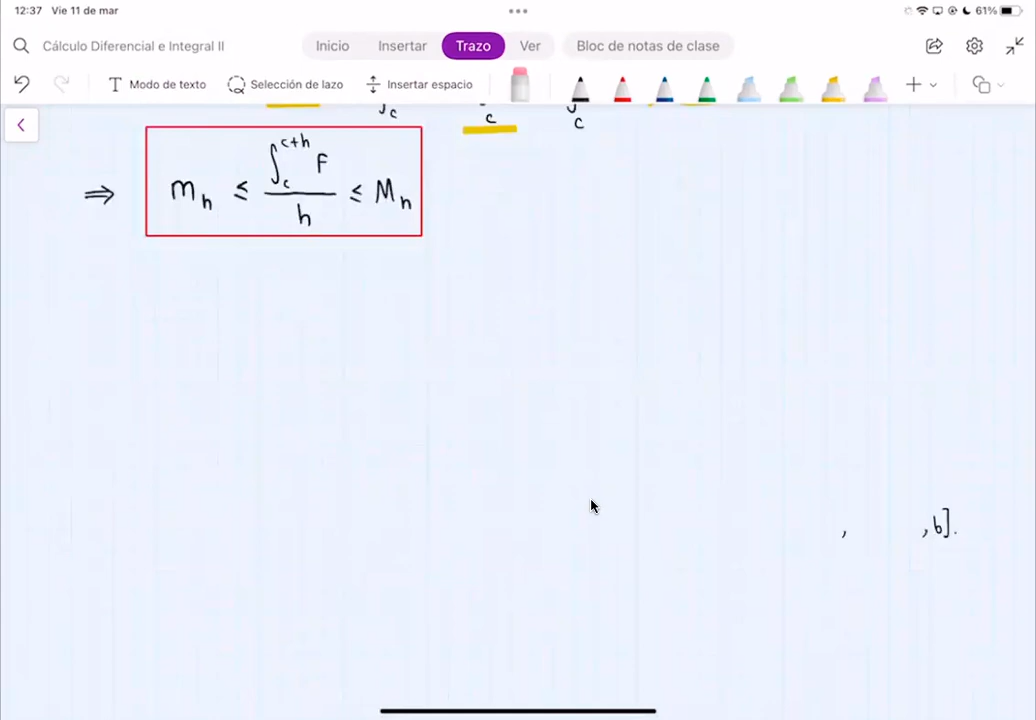 12:37 Vie 11 de mar
61%
Cálculo Diferencial e Integral II
Inicio Insertar Trazo Ver Bloc de notas de clase
Modo de texto Selección de lazo Insertar espacio
∫c c ∫c
⇒ m_h ≤ (∫_c^{c+h} F)/h ≤ M_h
, , b].